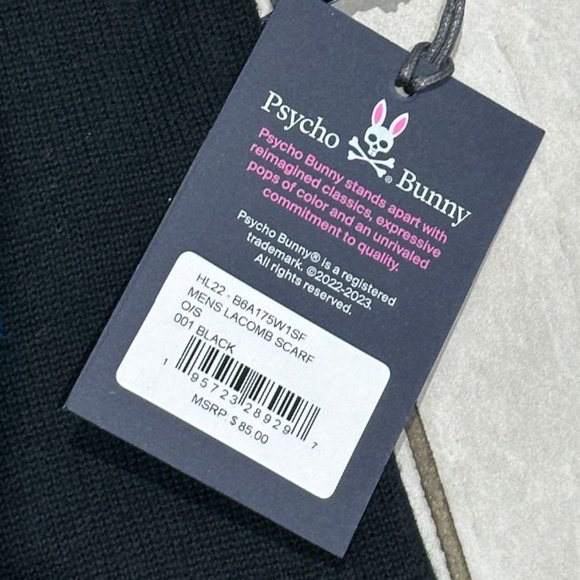 Psycho Bunny
Psycho Bunny stands apart with
reimagined classics, expressive
pops of color and an unrivaled
commitment to quality.
Psycho Bunny® is a registered
trademark. ©2022-2023.
All rights reserved.
HL22 - B6A175W1SF
MENS LACOMB SCARF
O/S
001 BLACK
1 95723 28929 7
MSRP. $ 85.00